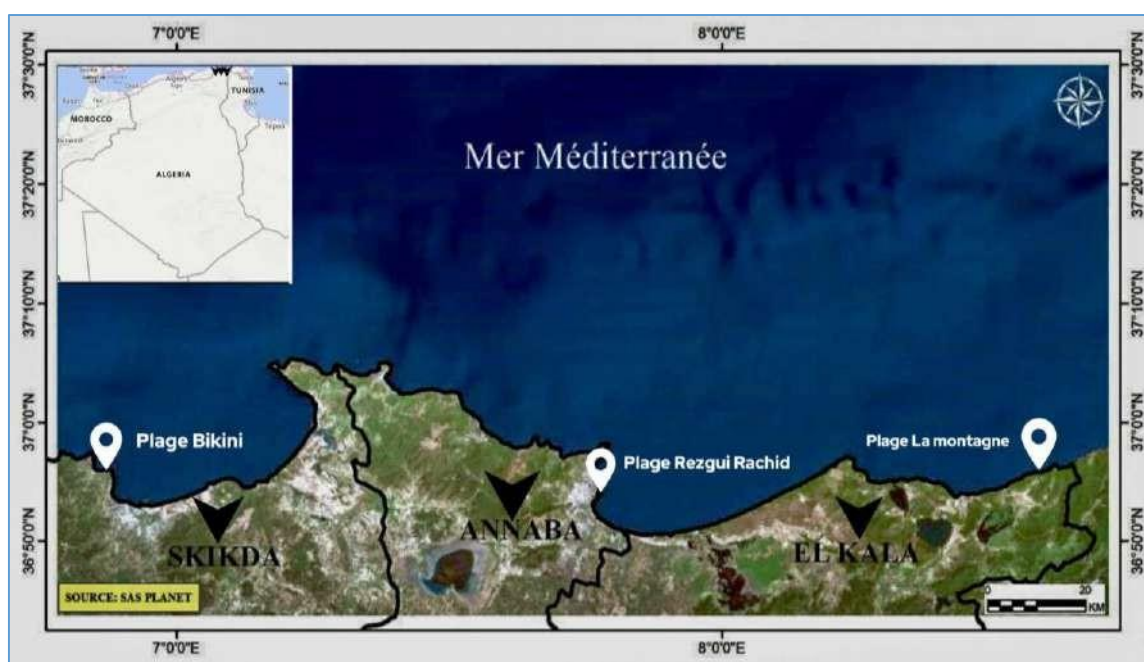 7°0'0"E 8°0'0"E
37°30'0"N 37°30'0"N
TUNISIA
MOROCCO
ALGERIA
Mer Méditerranée
37°20'0"N 37°20'0"N
37°10'0"N 37°10'0"N
37°0'0"N 37°0'0"N
Plage Bikini
Plage La montagne
Plage Rezgui Rachid
ANNABA
SKIKDA
EL KALA
36°50'0"N 36°50'0"N
SOURCE: SAS PLANET
0 20
KM
7°0'0"E 8°0'0"E